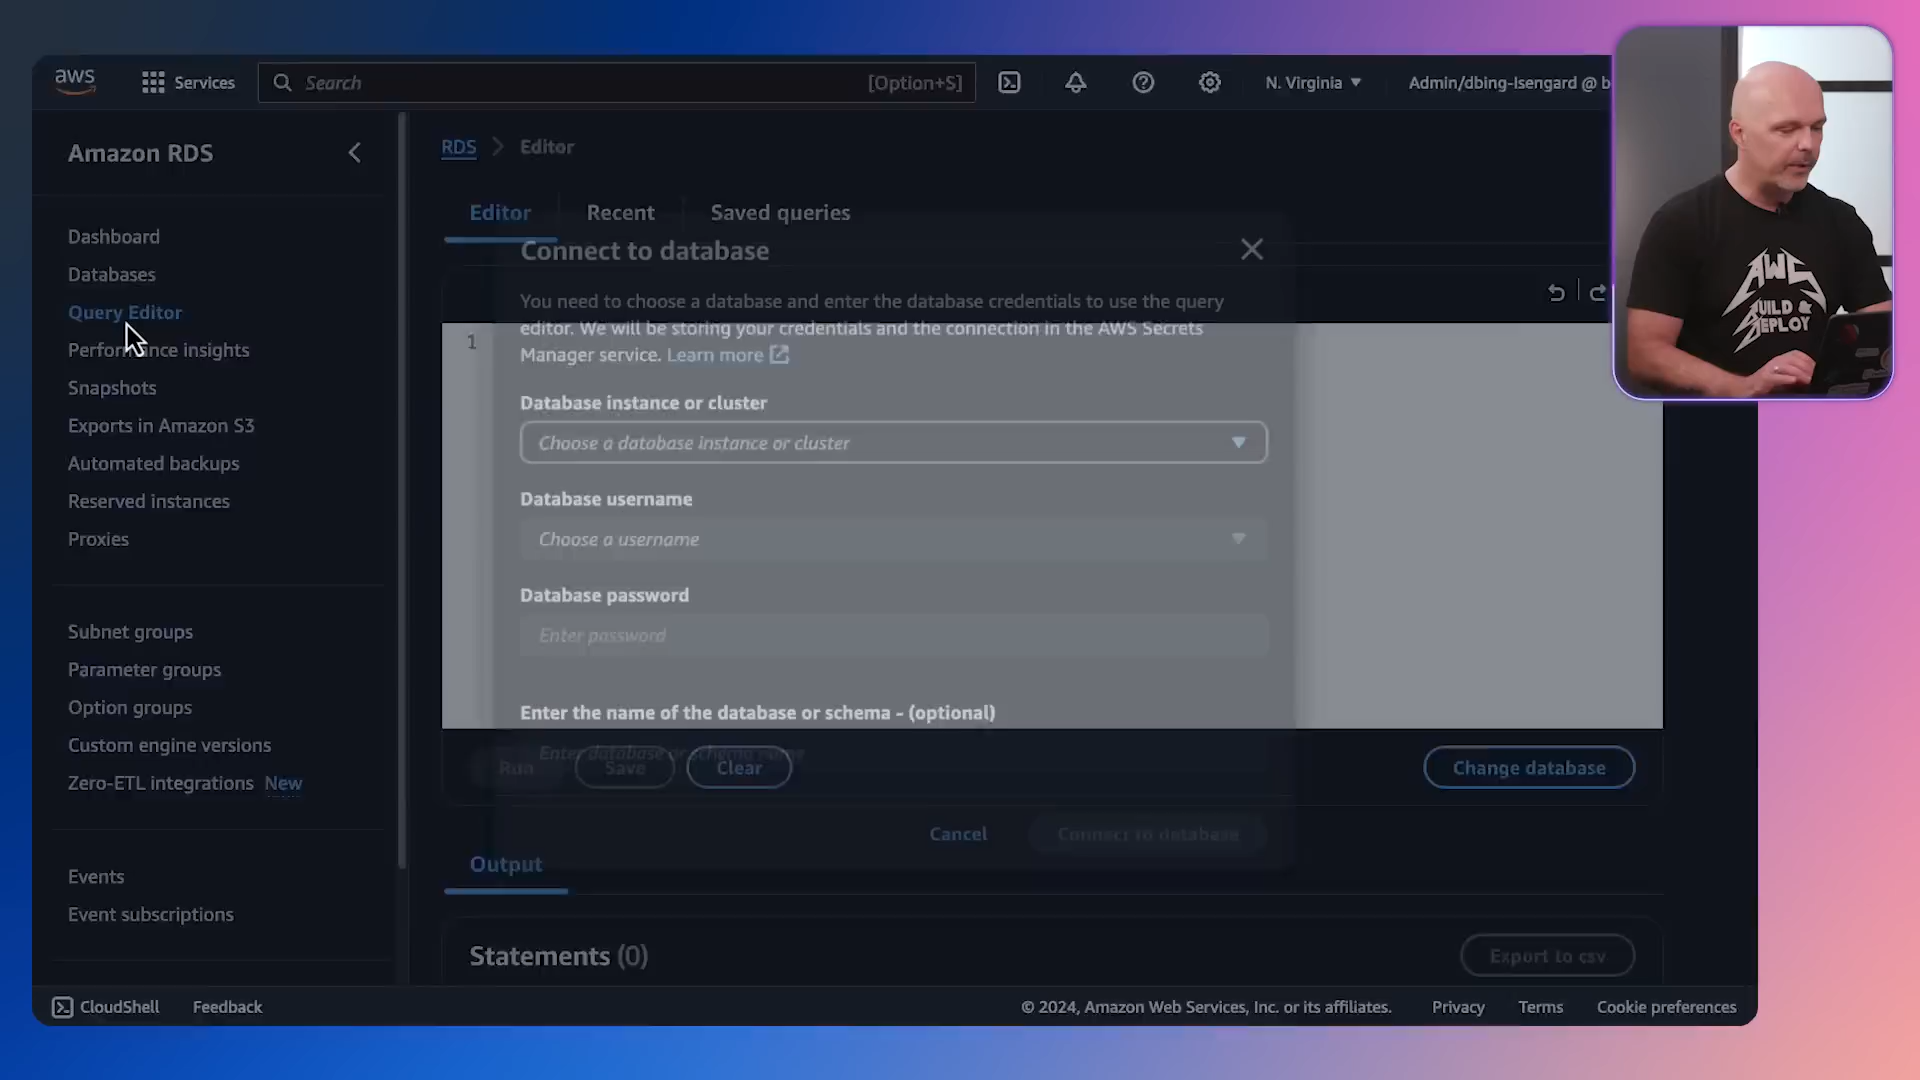 aws
Services
Search
[Option+S]
N. Virginia
Admin/dbing-Isengard @ b
Amazon RDS
Dashboard
Databases
Query Editor
Performance insights
Snapshots
Exports in Amazon S3
Automated backups
Reserved instances
Proxies
Subnet groups
Parameter groups
Option groups
Custom engine versions
Zero-ETL integrations New
Events
Event subscriptions
RDS > Editor
Editor
Recent
Saved queries
Connect to database
You need to choose a database and enter the database credentials to use the query
editor. We will be storing your credentials and the connection in the AWS Secrets
Manager service. Learn more
1
Database instance or cluster
Choose a database instance or cluster
Database username
Choose a username
Database password
Enter password
Enter the name of the database or schema - (optional)
Enter database or schema name
Run
Save
Clear
Change database
Cancel
Connect to database
Output
Statements (0)
Export to csv
CloudShell
Feedback
© 2024, Amazon Web Services, Inc. or its affiliates.
Privacy
Terms
Cookie preferences
AWS
BUILD &
DEPLOY